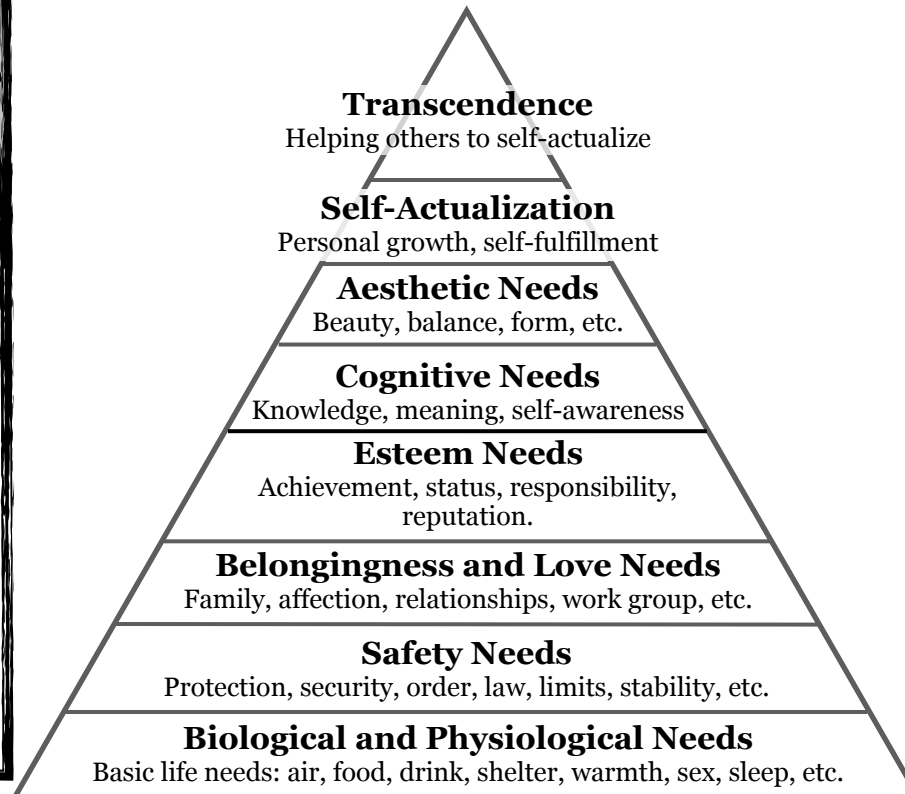 Transcendence
Helping others to self-actualize
Self-Actualization
Personal growth, self-fulfillment
Aesthetic Needs
Beauty, balance, form, etc.
Cognitive Needs
Knowledge, meaning, self-awareness
Esteem Needs
Achievement, status, responsibility,
reputation.
Belongingness and Love Needs
Family, affection, relationships, work group, etc.
Safety Needs
Protection, security, order, law, limits, stability, etc.
Biological and Physiological Needs
Basic life needs: air, food, drink, shelter, warmth, sex, sleep, etc.